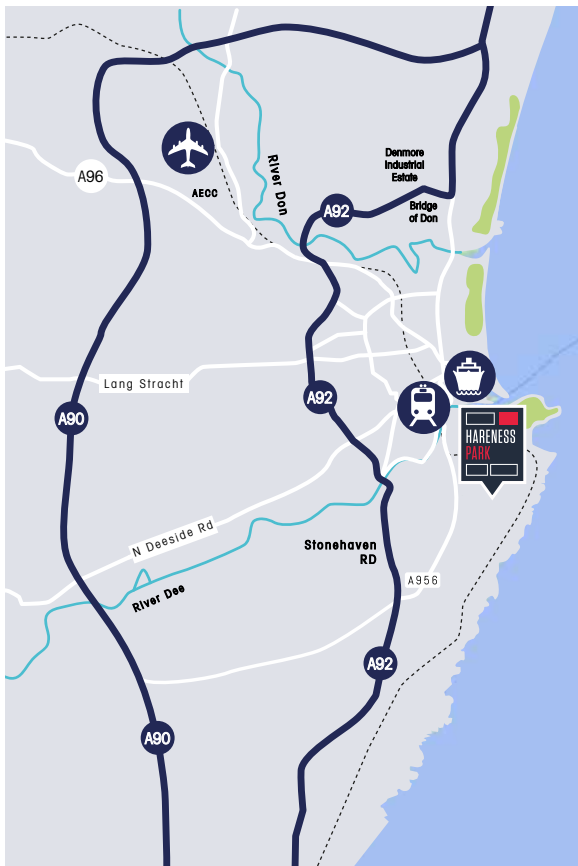 Denmore
Industrial
Estate
A96
AECC
River Don
A92
Bridge
of Don
Lang Stracht
A92
A90
HARENESS
PARK
N Deeside Rd
Stonehaven
RD
A956
River Dee
A92
A90